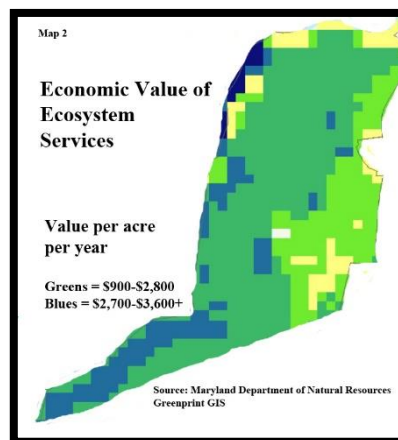 Map 2
Economic Value of
Ecosystem
Services
Value per acre
per year
Greens = $900-$2,800
Blues = $2,700-$3,600+
Source: Maryland Department of Natural Resources
Greenprint GIS